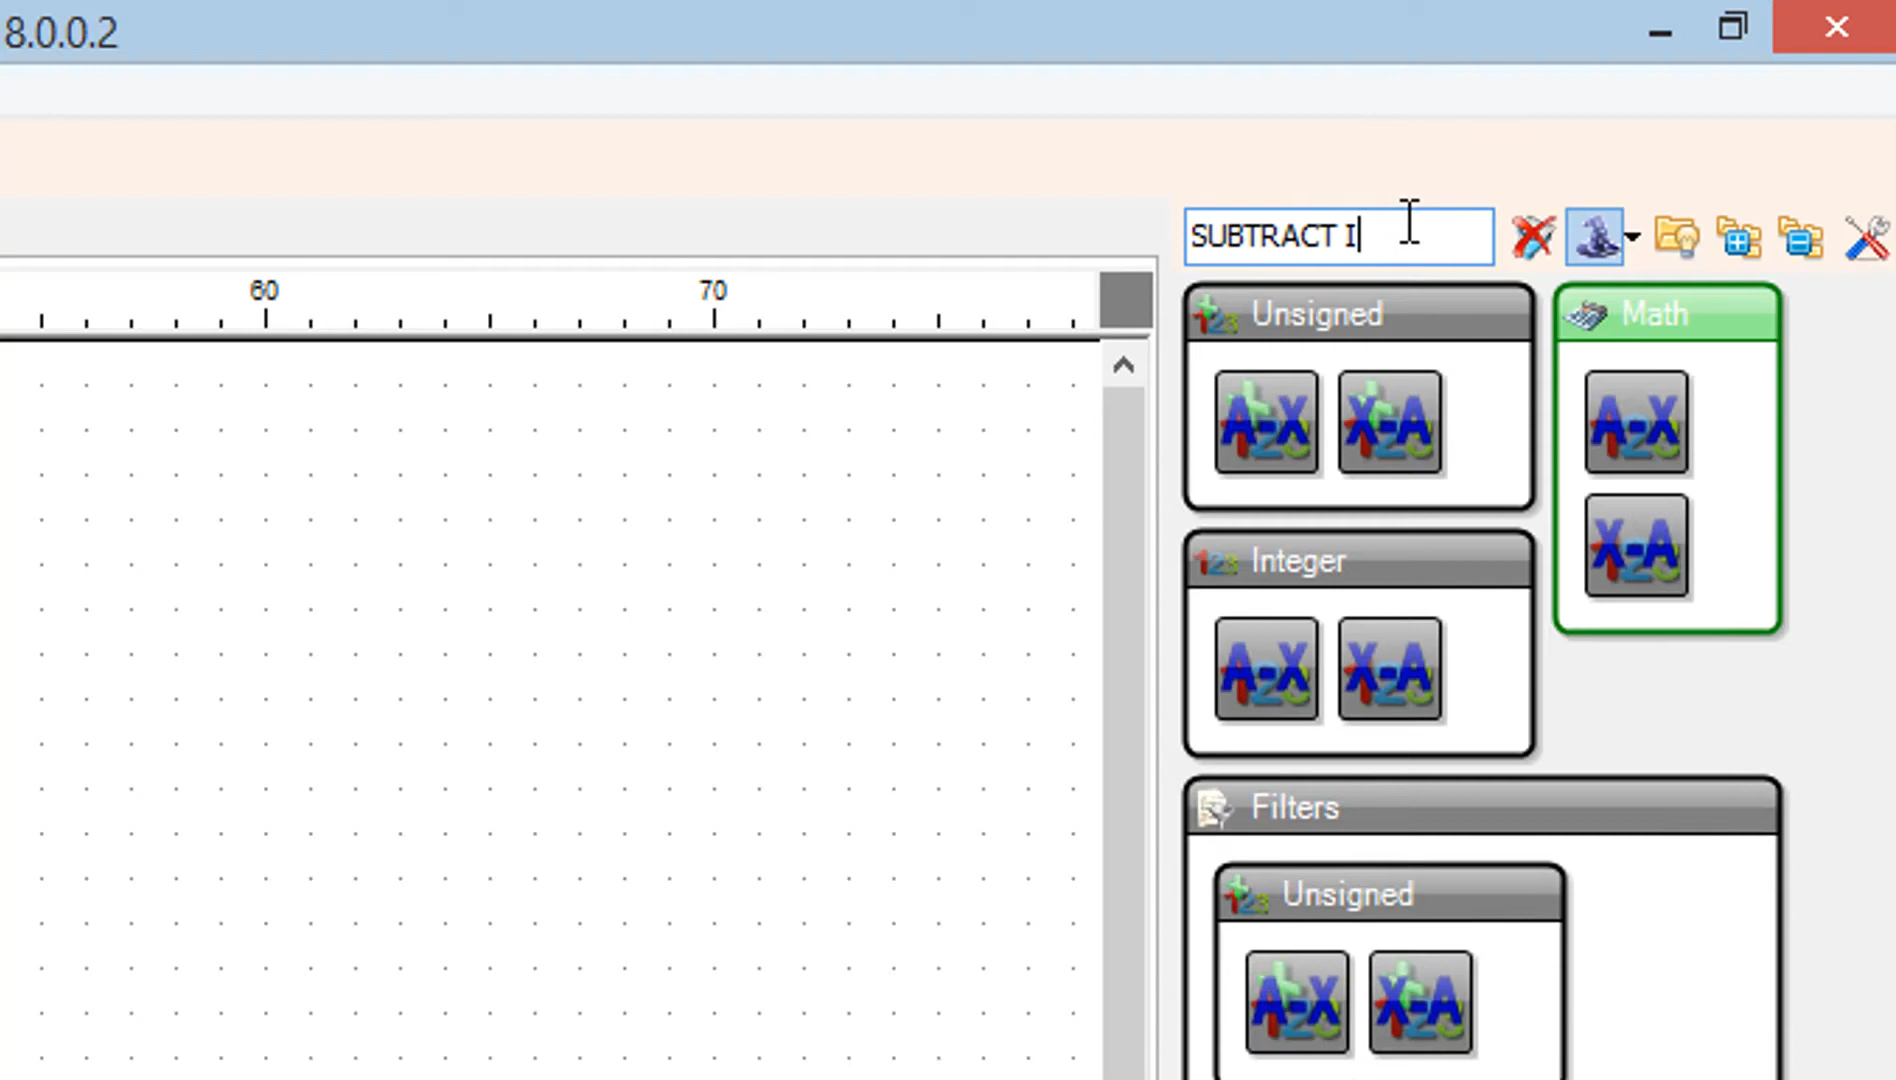 8.0.0.2
SUBTRACT I
60
70
Unsigned
Math
A-X
X-A
A-X
X-A
Integer
A-X
X-A
Filters
Unsigned
A-X
X-A